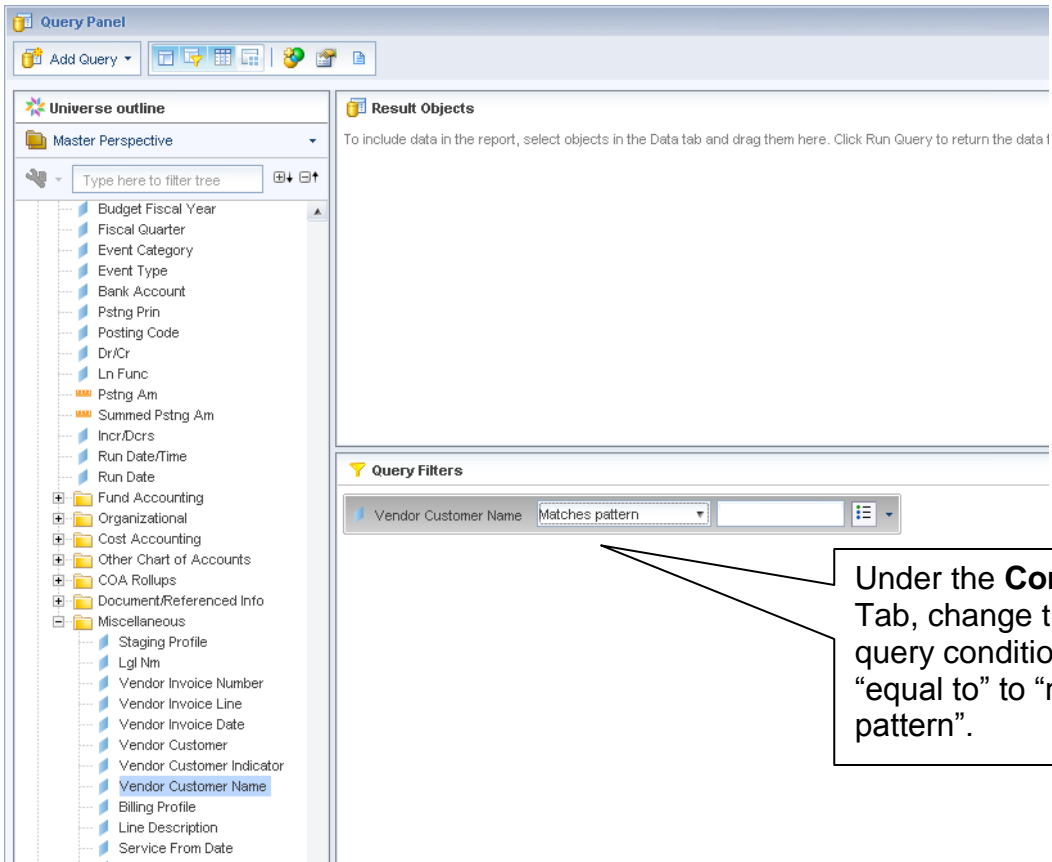 Query Panel
Add Query
Universe outline
Master Perspective
Type here to filter tree
Budget Fiscal Year
Fiscal Quarter
Event Category
Event Type
Bank Account
Pstng Prin
Posting Code
Dr/Cr
Ln Func
Pstng Am
Summed Pstng Am
Incr/Dcrs
Run Date/Time
Run Date
Fund Accounting
Organizational
Cost Accounting
Other Chart of Accounts
COA Rollups
Document/Referenced Info
Miscellaneous
Staging Profile
Lgl Nm
Vendor Invoice Number
Vendor Invoice Line
Vendor Invoice Date
Vendor Customer
Vendor Customer Indicator
Vendor Customer Name
Billing Profile
Line Description
Service From Date
Result Objects
To include data in the report, select objects in the Data tab and drag them here. Click Run Query to return the data
Query Filters
Vendor Customer Name Matches pattern
Under the
Tab, change
query
“equal to” to
pattern”.